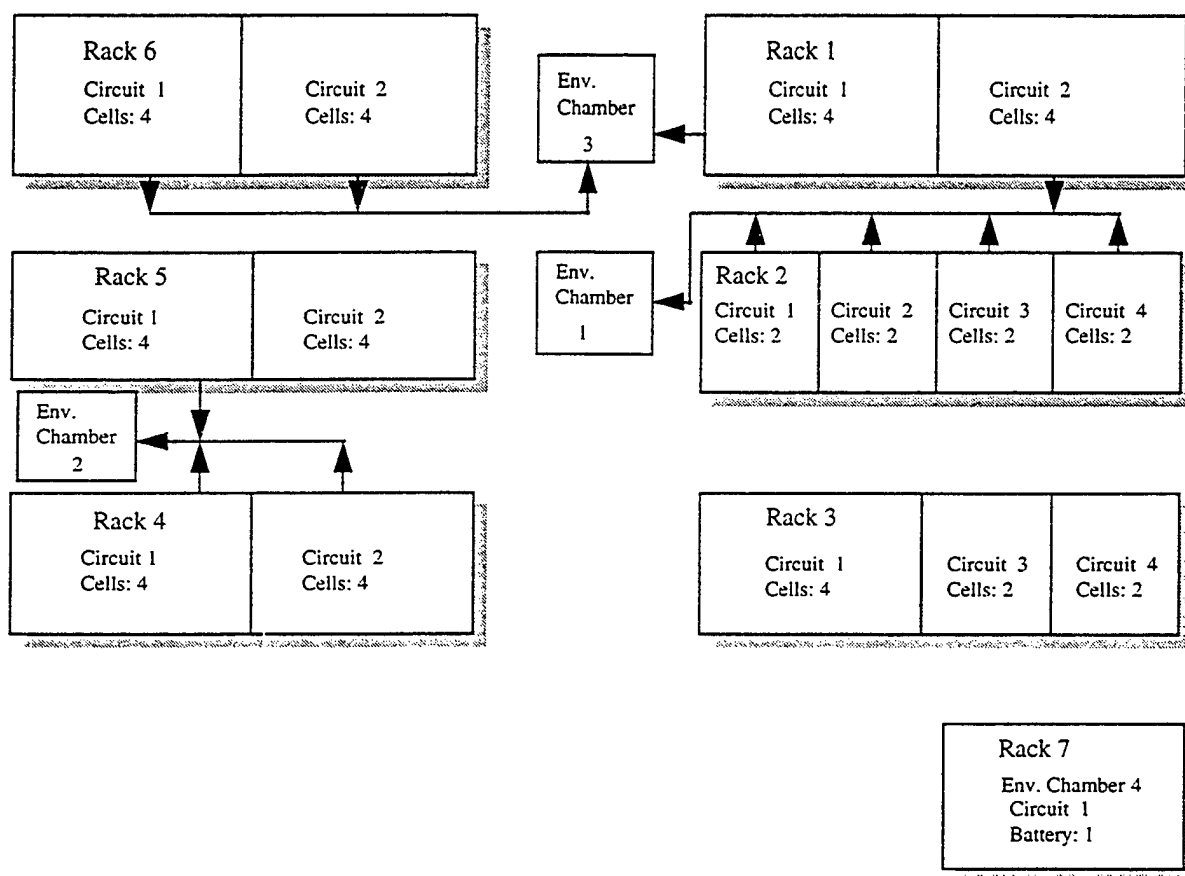 Rack 6
Circuit 1
Cells: 4
Circuit 2
Cells: 4
Env.
Chamber
3
Rack 1
Circuit 1
Cells: 4
Circuit 2
Cells: 4
Rack 5
Circuit 1
Cells: 4
Circuit 2
Cells: 4
Env.
Chamber
1
Rack 2
Circuit 1
Cells: 2
Circuit 2
Cells: 2
Circuit 3
Cells: 2
Circuit 4
Cells: 2
Env.
Chamber
2
Rack 4
Circuit 1
Cells: 4
Circuit 2
Cells: 4
Rack 3
Circuit 1
Cells: 4
Circuit 3
Cells: 2
Circuit 4
Cells: 2
Rack 7
Env. Chamber 4
Circuit 1
Battery: 1